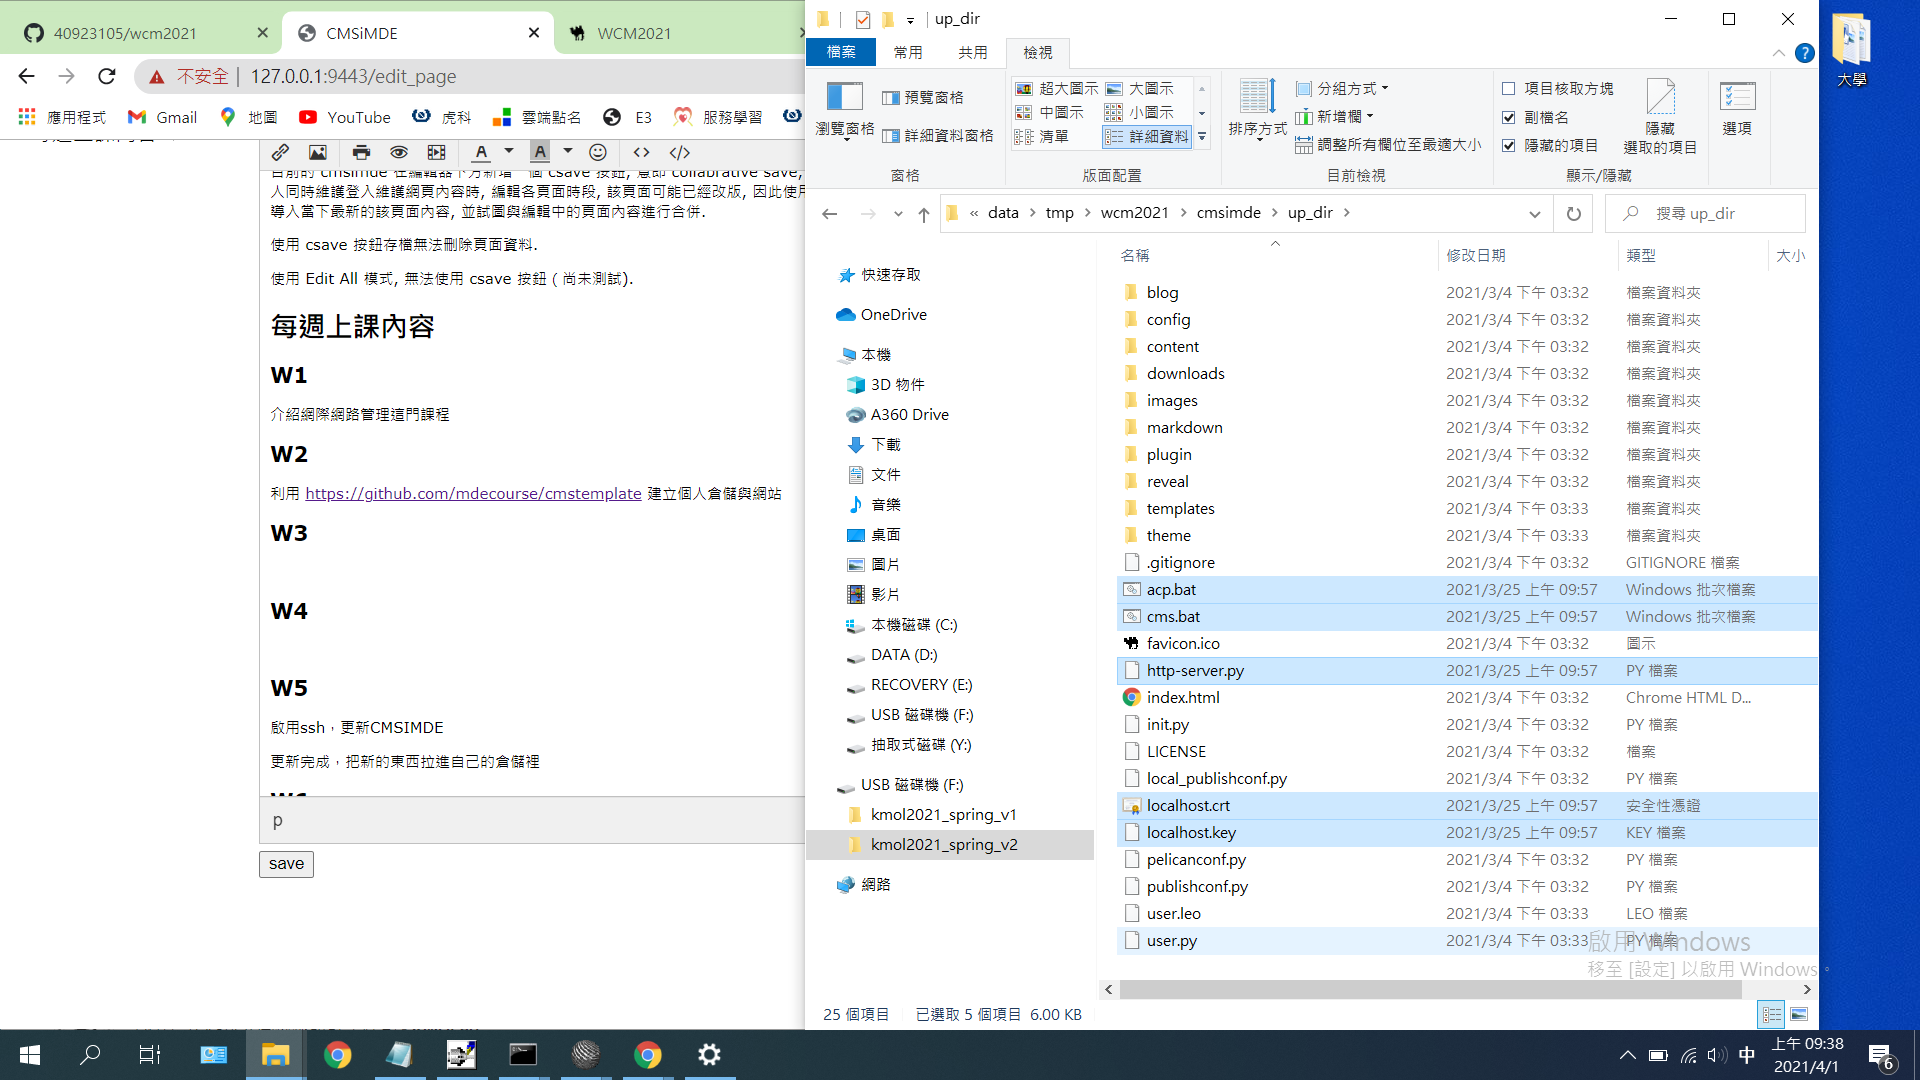 40923105/wcm2021
CMSiMDE
WCM2021
不安全
127.0.0.1:9443/edit_page
應用程式
Gmail
地圖
YouTube
虎科
雲端點名
E3
服務學習
目前的 cmsimde 在編輯器下方新增一個 csave 按鈕, 意即 collabrative save,
人同時維護登入維護網頁內容時, 編輯各頁面時段, 該頁面可能已經改版, 因此使用
導入當下最新的該頁面內容, 並試圖與編輯中的頁面內容進行合併.
使用 csave 按鈕存檔無法刪除頁面資料.
使用 Edit All 模式, 無法使用 csave 按鈕 ( 尚未測試).
每週上課內容
W1
介紹網際網路管理這門課程
W2
利用 https://github.com/mdecourse/cmstemplate 建立個人倉儲與網站
W3
W4
W5
啟用ssh，更新CMSIMDE
更新完成，把新的東西拉進自己的倉儲裡
W6
p
save
up_dir
檔案
常用
共用
檢視
瀏覽窗格
預覽窗格
詳細資料窗格
窗格
超大圖示
大圖示
中圖示
小圖示
清單
詳細資料
版面配置
排序方式
分組方式
新增欄
調整所有欄位至最適大小
目前檢視
項目核取方塊
副檔名
隱藏的項目
隱藏
選取的項目
顯示/隱藏
選項
« data › tmp › wcm2021 › cmsimde › up_dir ›
搜尋 up_dir
快速存取
OneDrive
本機
3D 物件
A360 Drive
下載
文件
音樂
桌面
圖片
影片
本機磁碟 (C:)
DATA (D:)
RECOVERY (E:)
USB 磁碟機 (F:)
抽取式磁碟 (Y:)
USB 磁碟機 (F:)
kmol2021_spring_v1
kmol2021_spring_v2
網路
名稱 修改日期 類型 大小
blog 2021/3/4 下午 03:32 檔案資料夾
config 2021/3/4 下午 03:32 檔案資料夾
content 2021/3/4 下午 03:32 檔案資料夾
downloads 2021/3/4 下午 03:32 檔案資料夾
images 2021/3/4 下午 03:32 檔案資料夾
markdown 2021/3/4 下午 03:32 檔案資料夾
plugin 2021/3/4 下午 03:32 檔案資料夾
reveal 2021/3/4 下午 03:32 檔案資料夾
templates 2021/3/4 下午 03:33 檔案資料夾
theme 2021/3/4 下午 03:33 檔案資料夾
.gitignore 2021/3/4 下午 03:32 GITIGNORE 檔案
acp.bat 2021/3/25 上午 09:57 Windows 批次檔案
cms.bat 2021/3/25 上午 09:57 Windows 批次檔案
favicon.ico 2021/3/4 下午 03:32 圖示
http-server.py 2021/3/25 上午 09:57 PY 檔案
index.html 2021/3/4 下午 03:32 Chrome HTML D...
init.py 2021/3/4 下午 03:32 PY 檔案
LICENSE 2021/3/4 下午 03:32 檔案
local_publishconf.py 2021/3/4 下午 03:32 PY 檔案
localhost.crt 2021/3/25 上午 09:57 安全性憑證
localhost.key 2021/3/25 上午 09:57 KEY 檔案
pelicanconf.py 2021/3/4 下午 03:32 PY 檔案
publishconf.py 2021/3/4 下午 03:32 PY 檔案
user.leo 2021/3/4 下午 03:33 LEO 檔案
user.py 2021/3/4 下午 03:33 PY 檔案
啟用 Windows
移至 [設定] 以啟用 Windows。
25 個項目
已選取 5 個項目 6.00 KB
大學
中
上午 09:38
2021/4/1
6